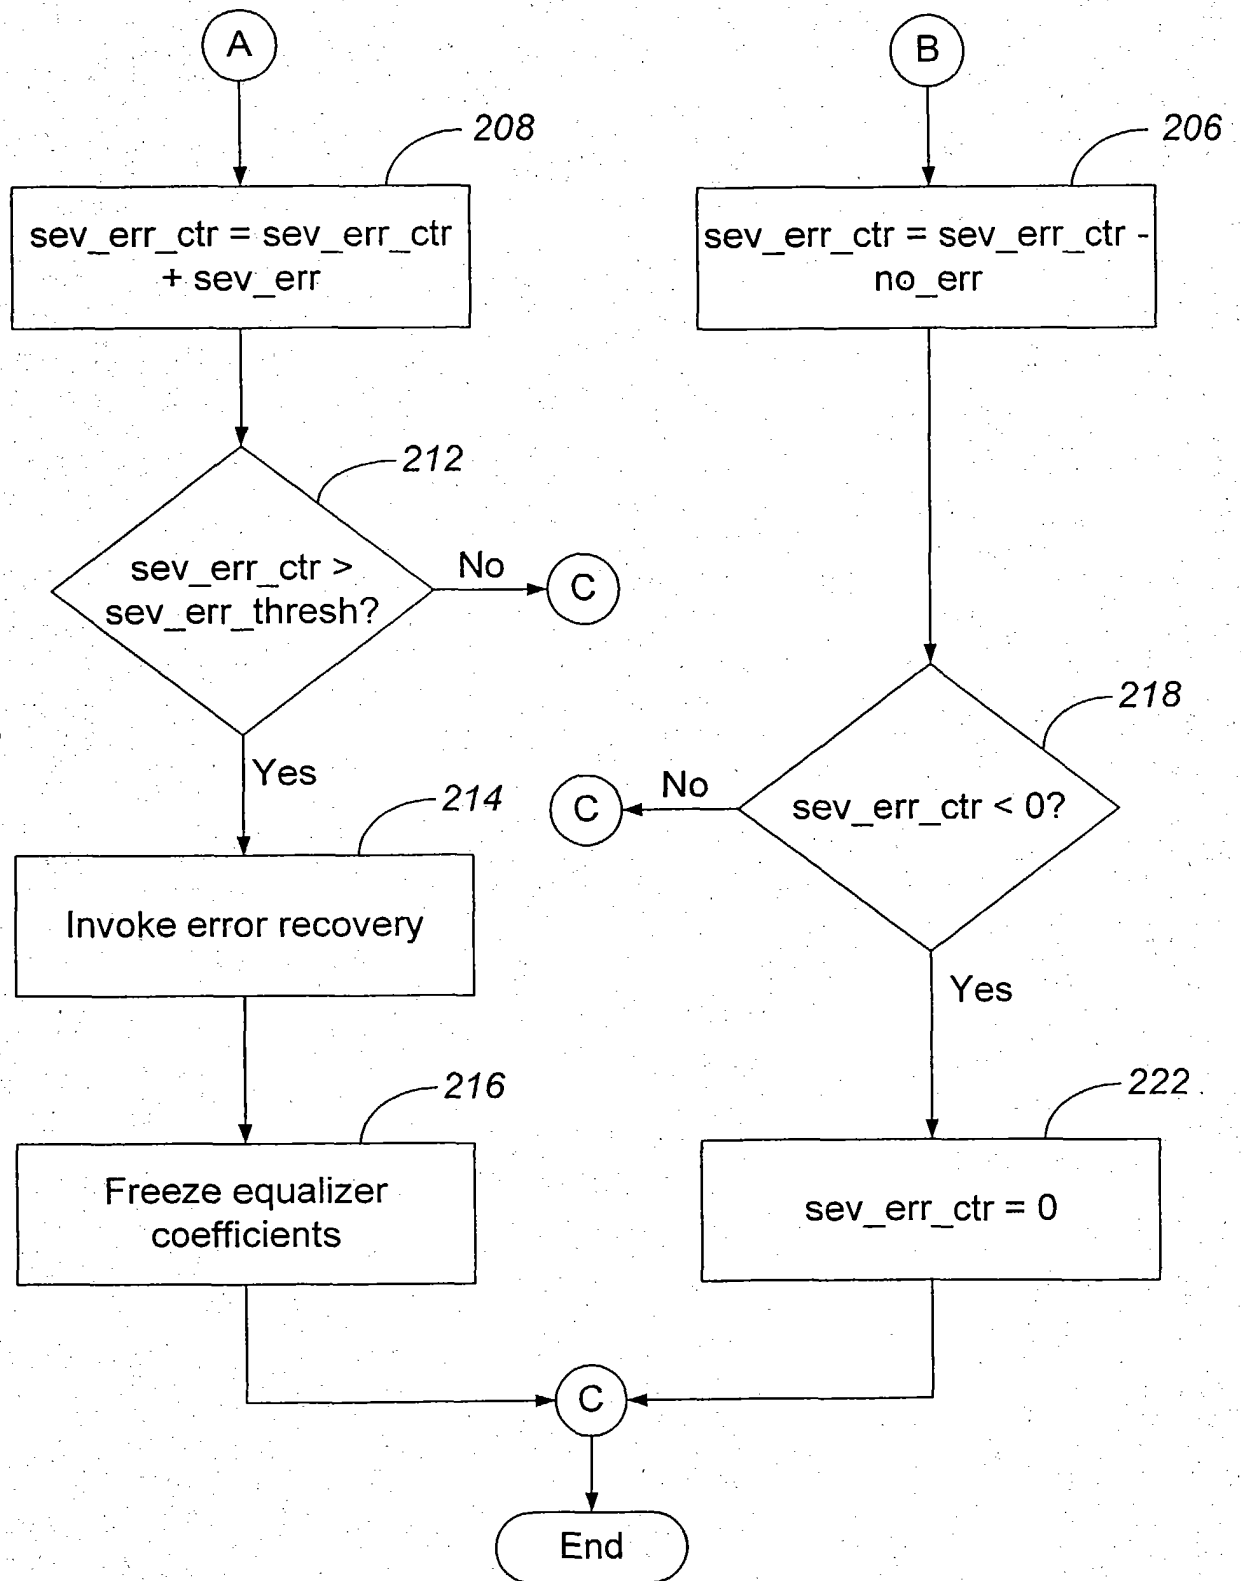 A
B
208
206
sev_err_ctr = sev_err_ctr
+ sev_err
sev_err_ctr = sev_err_ctr -
no_err
212
sev_err_ctr >
sev_err_thresh?
No
C
218
Yes
C
No
sev_err_ctr < 0?
214
Invoke error recovery
Yes
216
222
Freeze equalizer
coefficients
sev_err_ctr = 0
C
End